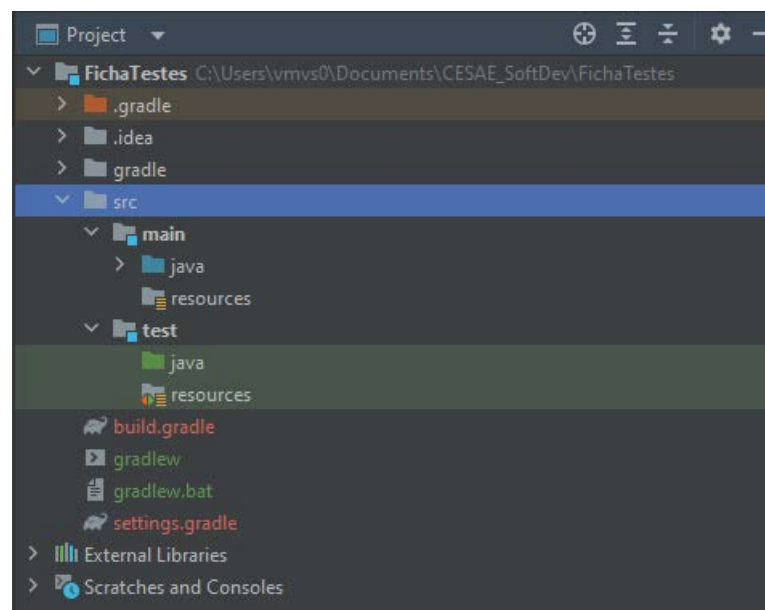 Project
FichaTestes C:\Users\vmvs0\Documents\CESAE_SoftDev\FichaTestes
.gradle
.idea
gradle
src
main
java
resources
test
java
resources
build.gradle
gradlew
gradlew.bat
settings.gradle
External Libraries
Scratches and Consoles